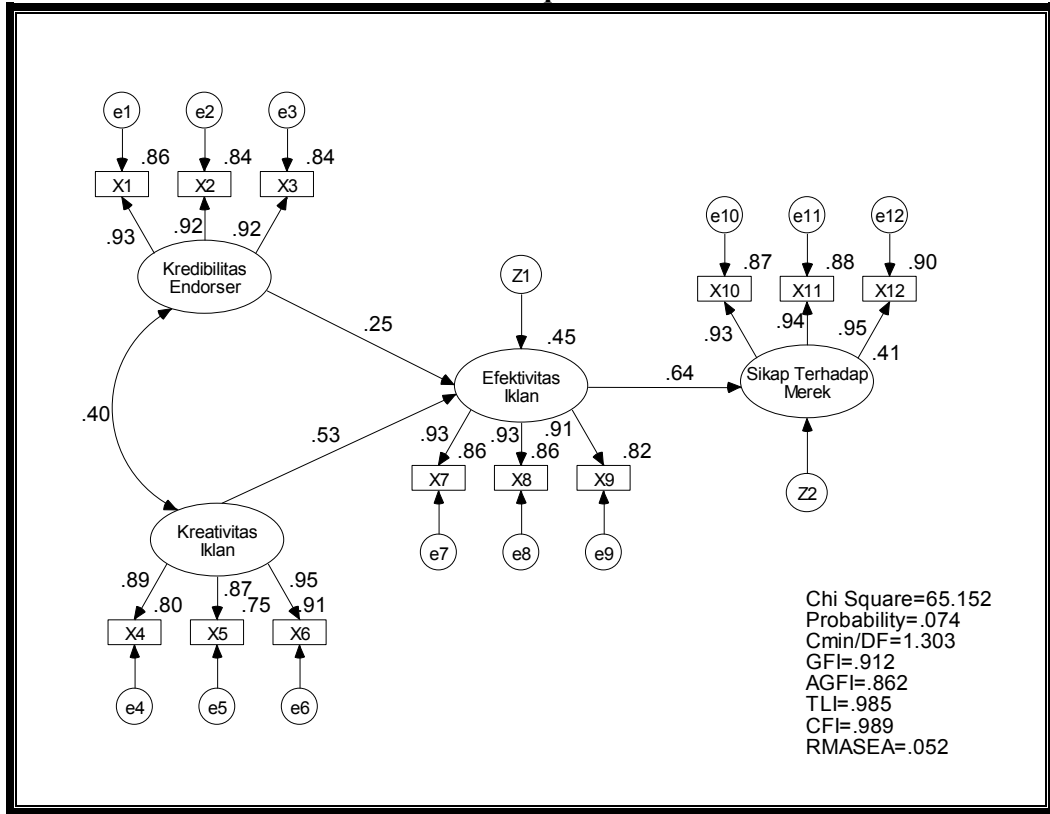 e1
e2
e3
.86
.84
.84
X1
X2
X3
.93
.92
.92
Kredibilitas
Endorser
e10
e11
e12
.87
.88
.90
X10
X11
X12
.93
.94
.95
.41
Sikap Terhadap
Merek
Z2
Z1
.45
.25
Efektivitas
Iklan
.64
.40
.53
.93
.86
.93
.86
.91
.82
X7
X8
X9
e7
e8
e9
Kreativitas
Iklan
.89
.80
.87
.75
.95
.91
X4
X5
X6
e4
e5
e6
Chi Square=65.152
Probability=.074
Cmin/DF=1.303
GFI=.912
AGFI=.862
TLI=.985
CFI=.989
RMASEA=.052